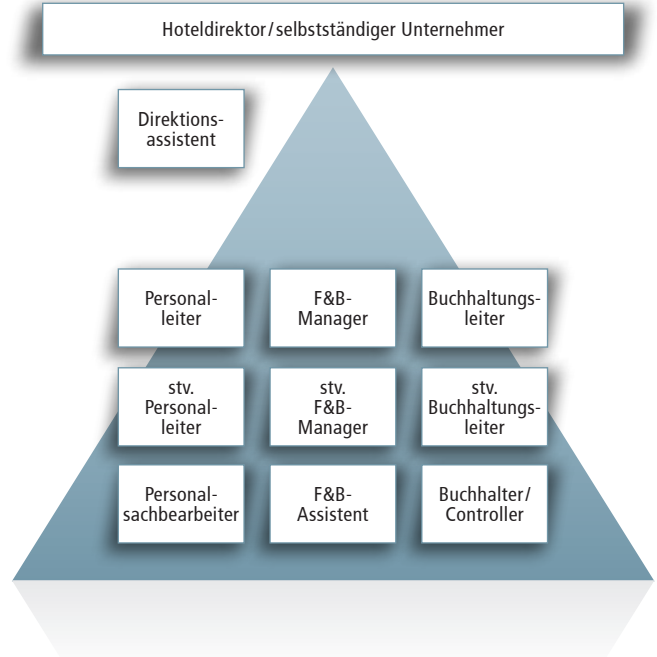 Hoteldirektor/selbstständiger Unternehmer
Direktions-
assistent
Personal-
leiter
F&B-
Manager
Buchhaltungs-
leiter
stv.
Personal-
leiter
stv.
F&B-
Manager
stv.
Buchhaltungs-
leiter
Personal-
sachbearbeiter
F&B-
Assistent
Buchhalter/
Controller